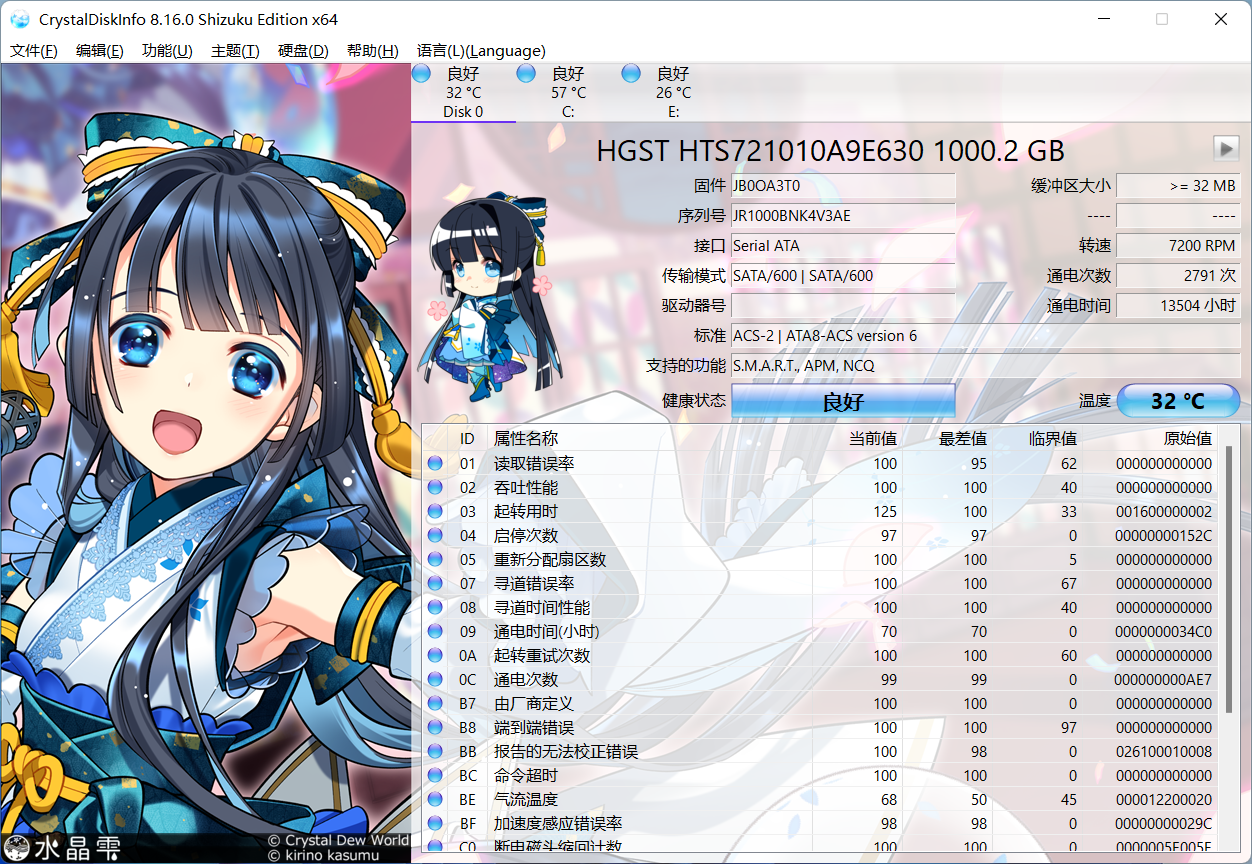 CrystalDiskInfo 8.16.0 Shizuku Edition x64
文件(F) 编辑(E) 功能(U) 主题(T) 硬盘(D) 帮助(H) 语言(L)(Language)
良好 良好 良好
32 °C 57 °C 26 °C
Disk 0 C: E:
HGST HTS721010A9E630 1000.2 GB
固件 JB0OA3T0 缓冲区大小 >= 32 MB
序列号 JR1000BNK4V3AE ---- ----
接口 Serial ATA 转速 7200 RPM
传输模式 SATA/600 | SATA/600 通电次数 2791 次
驱动器号 通电时间 13504 小时
标准 ACS-2 | ATA8-ACS version 6
支持的功能 S.M.A.R.T., APM, NCQ
健康状态 良好 温度 32 °C
ID 属性名称 当前值 最差值 临界值 原始值
01 读取错误率 100 95 62 000000000000
02 吞吐性能 100 100 40 000000000000
03 起转用时 125 100 33 001600000002
04 启停次数 97 97 0 00000000152C
05 重新分配扇区数 100 100 5 000000000000
07 寻道错误率 100 100 67 000000000000
08 寻道时间性能 100 100 40 000000000000
09 通电时间(小时) 70 70 0 0000000034C0
0A 起转重试次数 100 100 60 000000000000
0C 通电次数 99 99 0 000000000AE7
B7 由厂商定义 100 100 0 000000000000
B8 端到端错误 100 100 97 000000000000
BB 报告的无法校正错误 100 98 0 026100010008
BC 命令超时 100 100 0 000000000000
BE 气流温度 68 50 45 000012200020
BF 加速度感应错误率 98 98 0 00000000029C
C0 断电磁头缩回计数 100 100 0 0000005E005E
水晶雫
© Crystal Dew World
© kirino kasumu